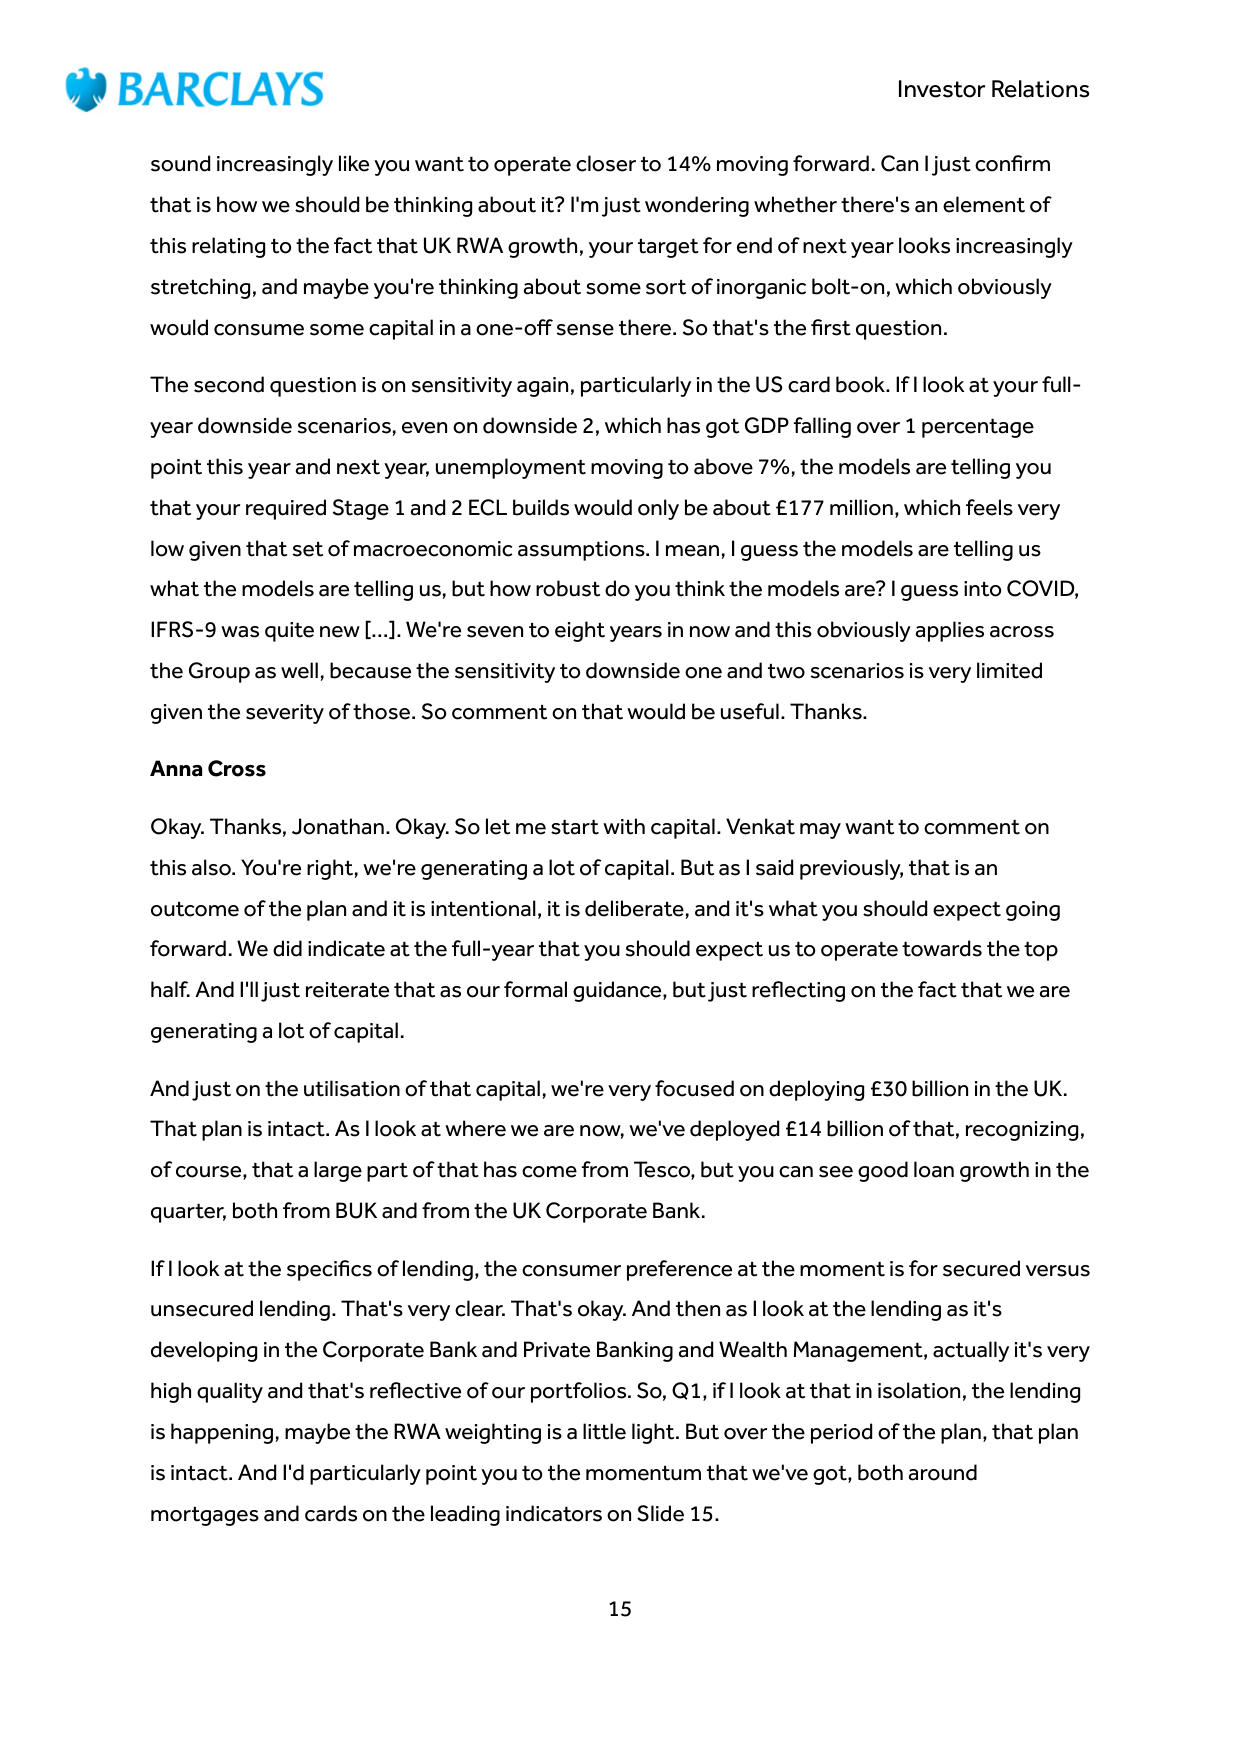 BARCLAYS
Investor Relations
sound increasingly like you want to operate closer to 14% moving forward. Can I just confirm
that is how we should be thinking about it? I'm just wondering whether there's an element of
this relating to the fact that UK RWA growth, your target for end of next year looks increasingly
stretching, and maybe you're thinking about some sort of inorganic bolt-on, which obviously
would consume some capital in a one-off sense there. So that's the first question.
The second question is on sensitivity again, particularly in the US card book. If I look at your full-
year downside scenarios, even on downside 2, which has got GDP falling over 1 percentage
point this year and next year, unemployment moving to above 7%, the models are telling you
that your required Stage 1 and 2 ECL builds would only be about £177 million, which feels very
low given that set of macroeconomic assumptions. I mean, I guess the models are telling us
what the models are telling us, but how robust do you think the models are? I guess into COVID,
IFRS-9 was quite new [...]. We're seven to eight years in now and this obviously applies across
the Group as well, because the sensitivity to downside one and two scenarios is very limited
given the severity of those. So comment on that would be useful. Thanks.
Anna Cross
Okay. Thanks, Jonathan. Okay. So let me start with capital. Venkat may want to comment on
this also. You're right, we're generating a lot of capital. But as I said previously, that is an
outcome of the plan and it is intentional, it is deliberate, and it's what you should expect going
forward. We did indicate at the full-year that you should expect us to operate towards the top
half. And I'll just reiterate that as our formal guidance, but just reflecting on the fact that we are
generating a lot of capital.
And just on the utilisation of that capital, we're very focused on deploying £30 billion in the UK.
That plan is intact. As I look at where we are now, we've deployed £14 billion of that, recognizing,
of course, that a large part of that has come from Tesco, but you can see good loan growth in the
quarter, both from BUK and from the UK Corporate Bank.
If I look at the specifics of lending, the consumer preference at the moment is for secured versus
unsecured lending. That's very clear. That's okay. And then as I look at the lending as it's
developing in the Corporate Bank and Private Banking and Wealth Management, actually it's very
high quality and that's reflective of our portfolios. So, Q1, if I look at that in isolation, the lending
is happening, maybe the RWA weighting is a little light. But over the period of the plan, that plan
is intact. And I'd particularly point you to the momentum that we've got, both around
mortgages and cards on the leading indicators on Slide 15.
15